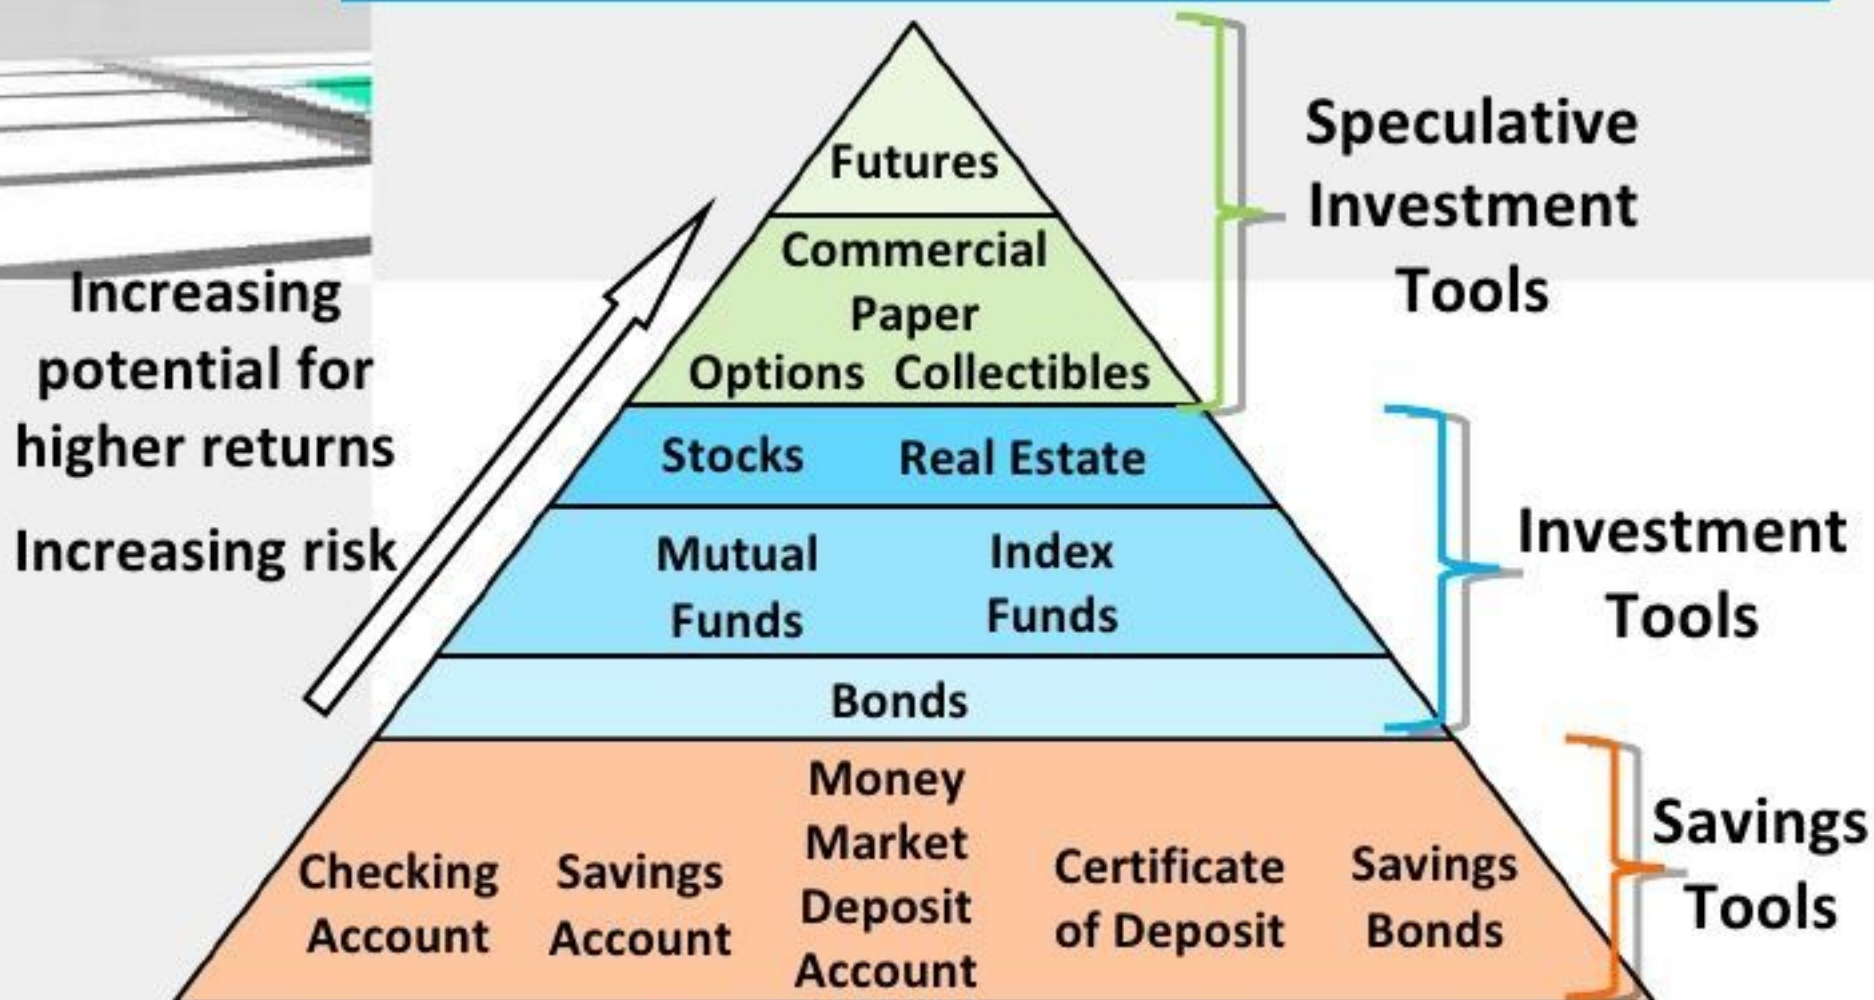 Futures
Commercial
Paper
Options Collectibles
Stocks Real Estate
Mutual Funds
Index Funds
Bonds
Checking Account
Savings Account
Money Market Deposit Account
Certificate of Deposit
Savings Bonds
Increasing
potential for
higher returns
Increasing risk
Speculative
Investment
Tools
Investment
Tools
Savings
Tools